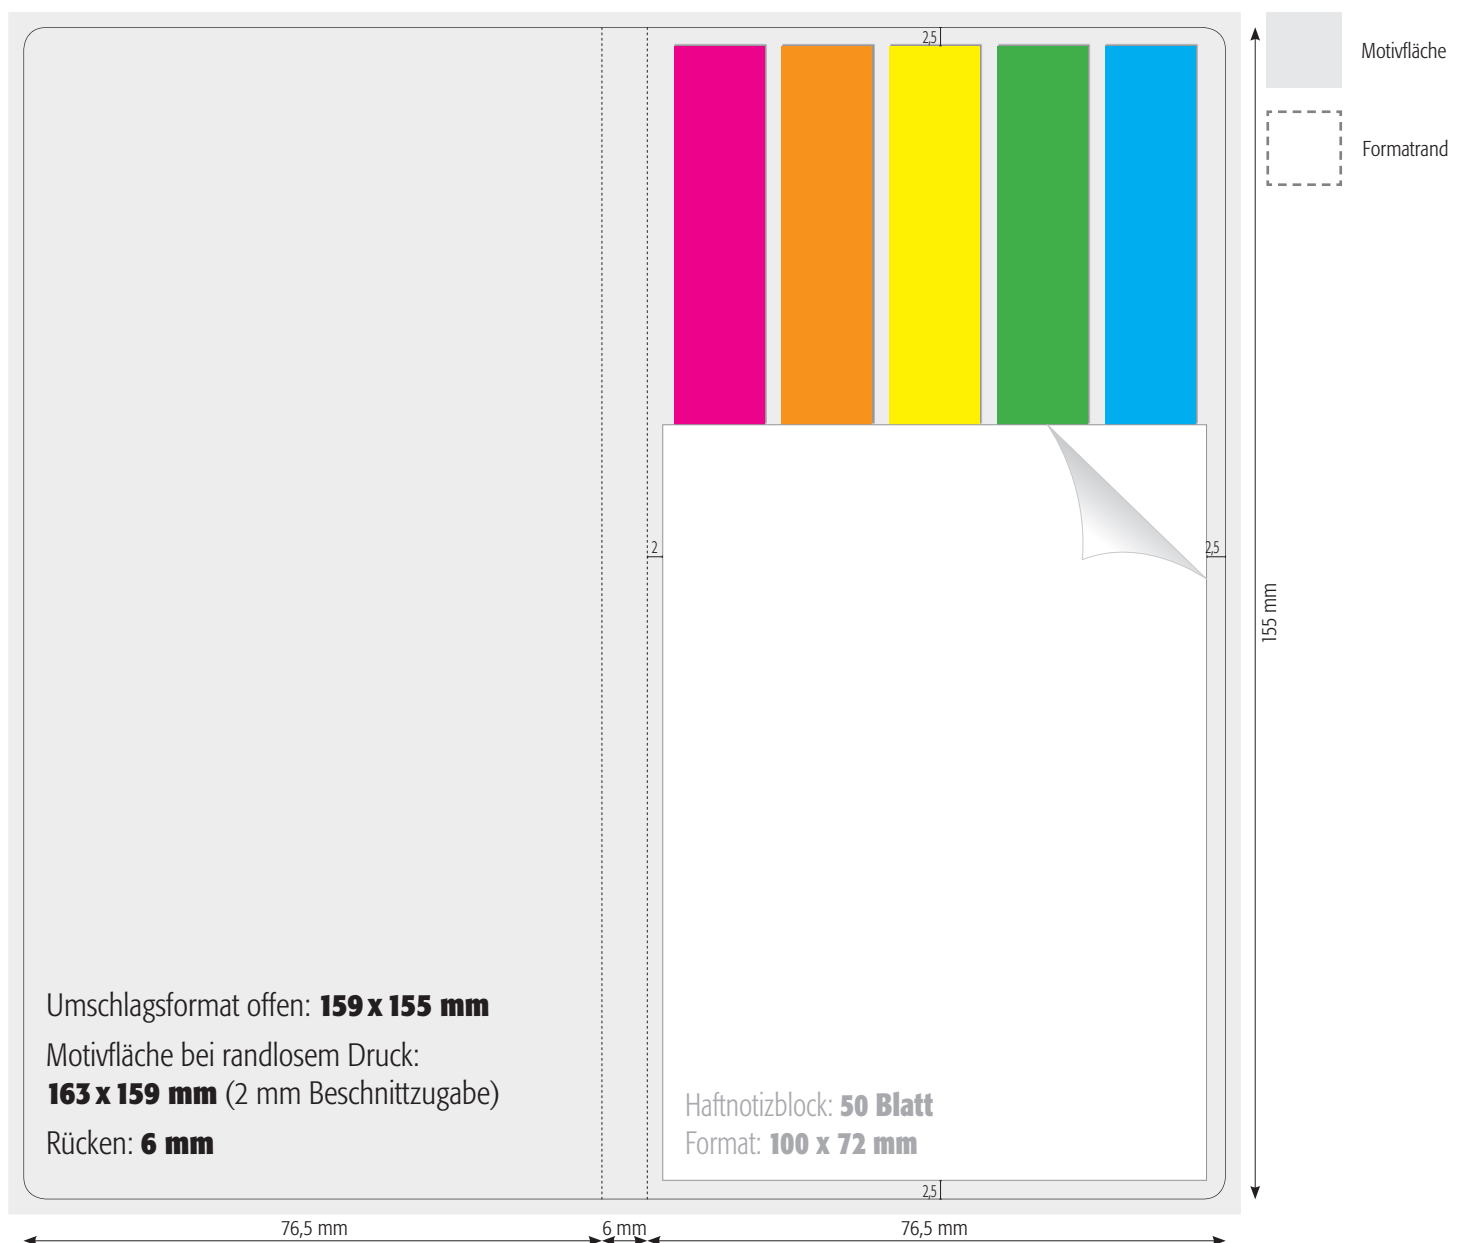 2,5
Motivfläche
Formatrand
2
2,5
155 mm
Umschlagsformat offen: 159 x 155 mm
Motivfläche bei randlosem Druck:
163 x 159 mm (2 mm Beschnittzugabe)
Rücken: 6 mm
Haftnotizblock: 50 Blatt
Format: 100 x 72 mm
2,5
76,5 mm
6 mm
76,5 mm